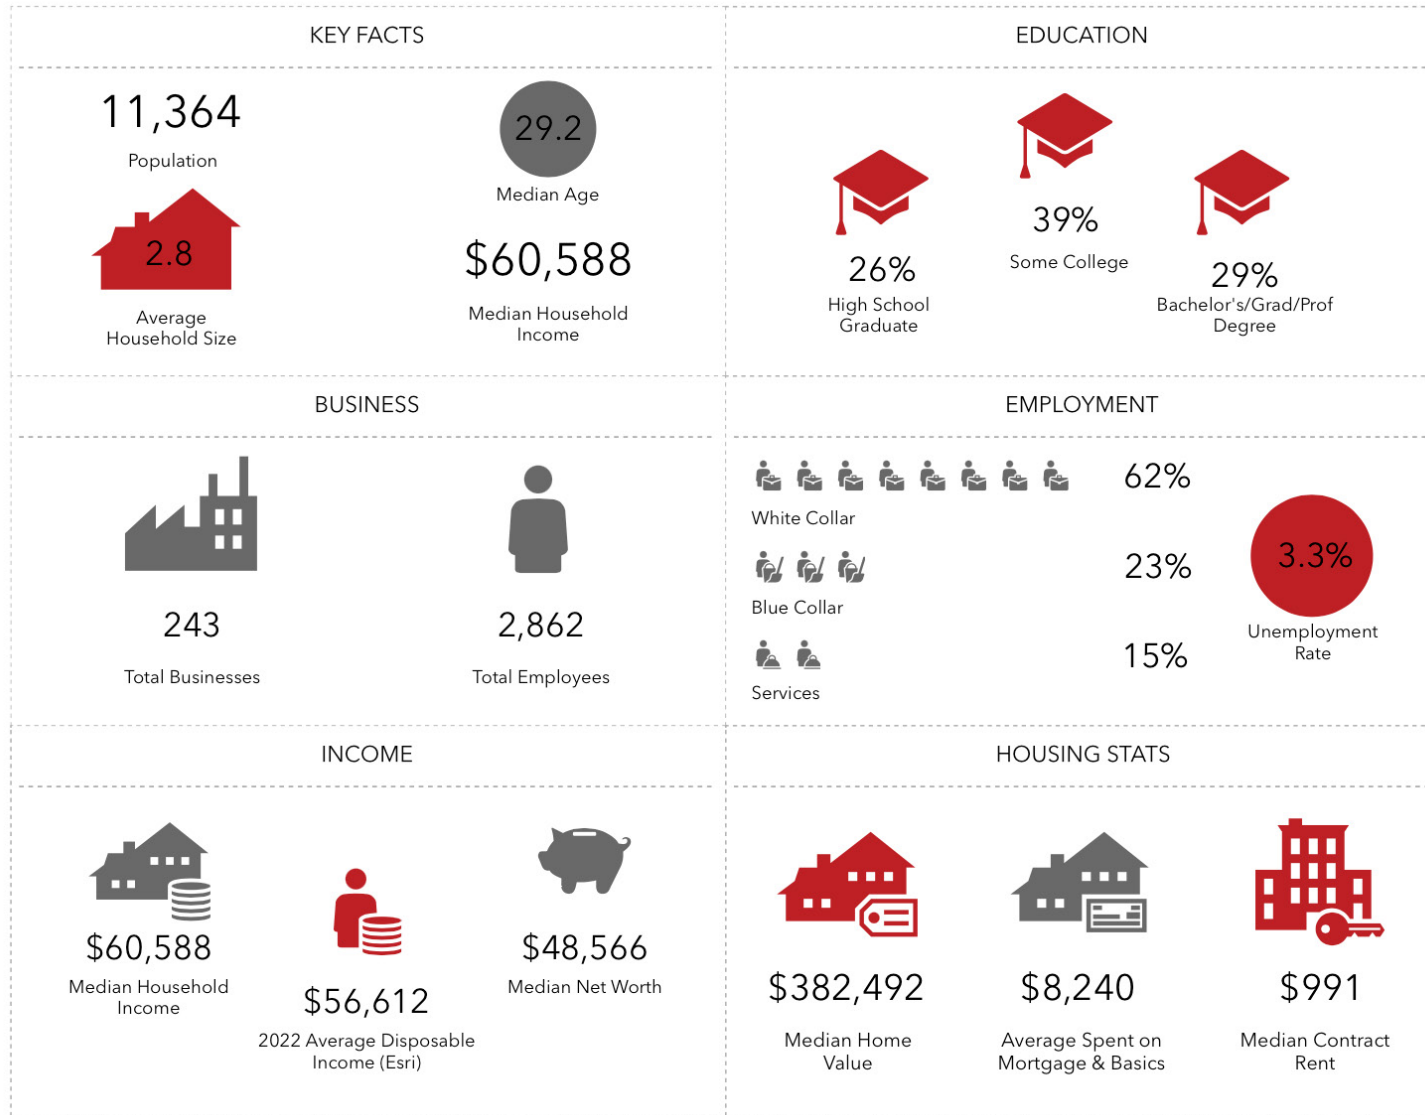 KEY FACTS
11,364
Population
29.2
Median Age
2.8
Average
Household Size
$60,588
Median Household
Income
EDUCATION
26%
High School
Graduate
39%
Some College
29%
Bachelor's/Grad/Prof
Degree
BUSINESS
243
Total Businesses
2,862
Total Employees
EMPLOYMENT
62%
White Collar
23%
Blue Collar
15%
Services
3.3%
Unemployment
Rate
INCOME
$60,588
Median Household
Income
$56,612
2022 Average Disposable
Income (Esri)
$48,566
Median Net Worth
HOUSING STATS
$382,492
Median Home
Value
$8,240
Average Spent on
Mortgage & Basics
$991
Median Contract
Rent